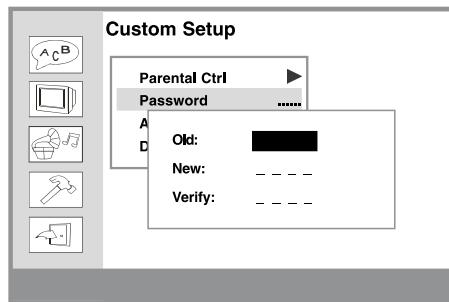 Custom Setup
A C B
Parental Ctrl
Password ......
A
D
Old:
New: _ _ _ _
Verify: _ _ _ _